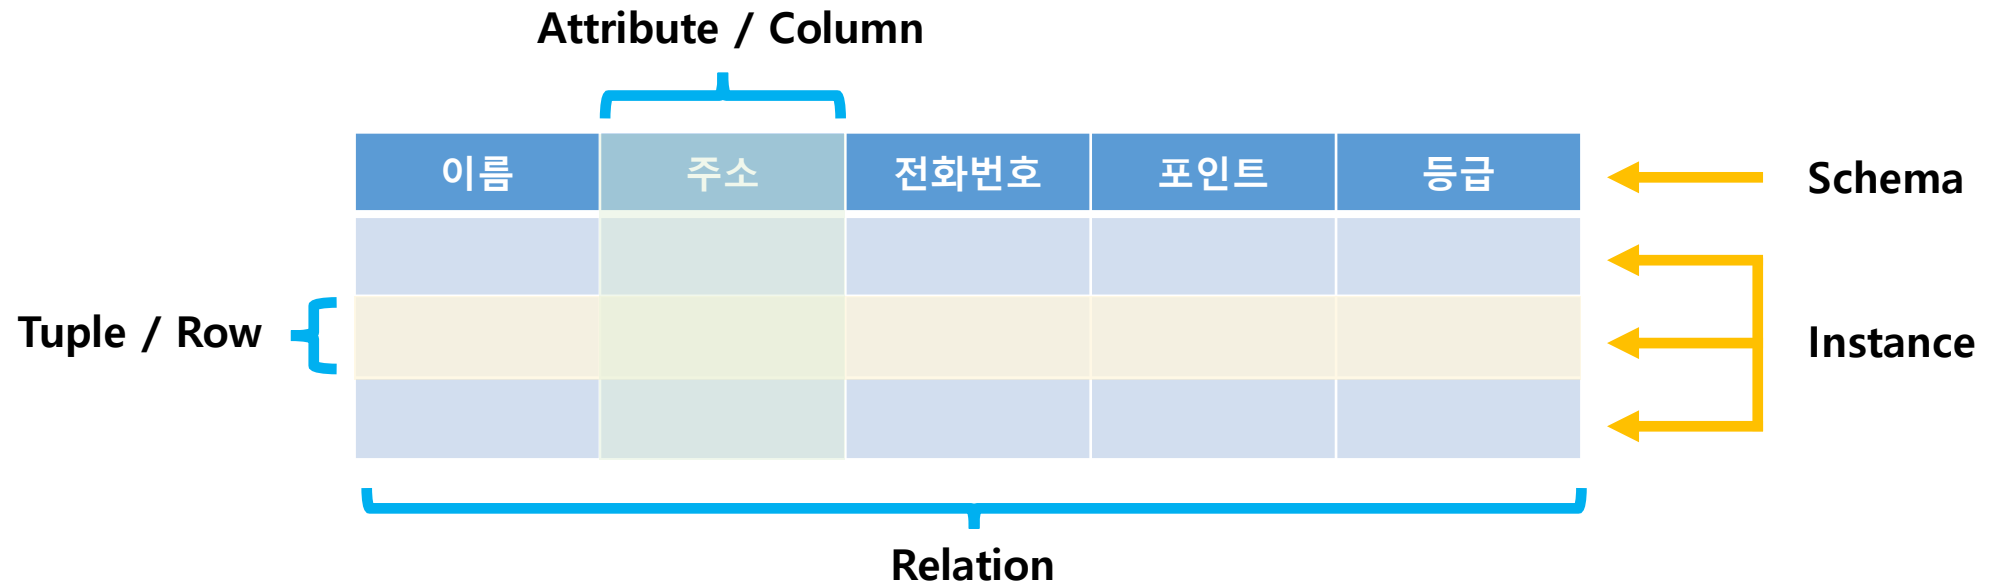 Attribute / Column
이름 주소 전화번호 포인트 등급
Schema
Tuple / Row
Instance
Relation